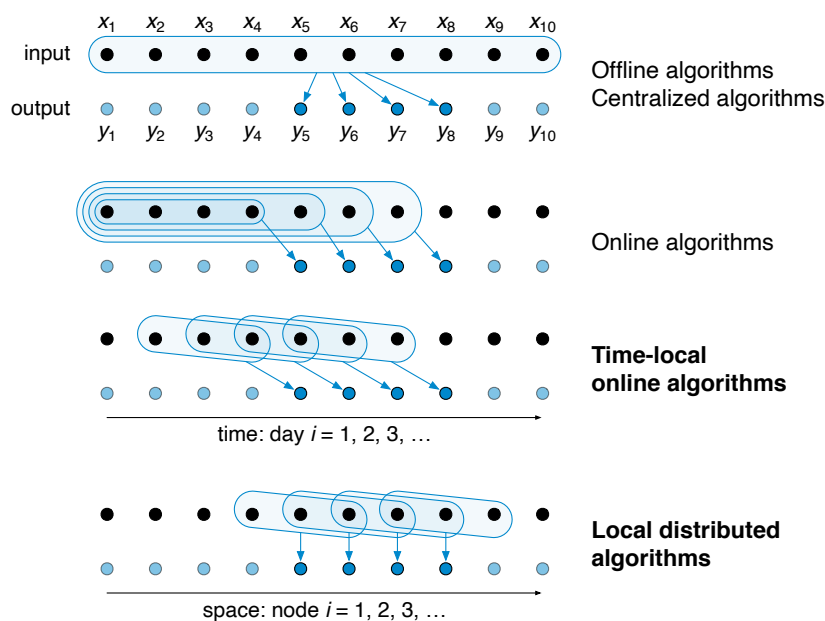 x1 x2 x3 x4 x5 x6 x7 x8 x9 x10
input
Offline algorithms
Centralized algorithms
output
y1 y2 y3 y4 y5 y6 y7 y8 y9 y10
Online algorithms
Time-local
online algorithms
time: day i = 1, 2, 3, …
Local distributed
algorithms
space: node i = 1, 2, 3, …